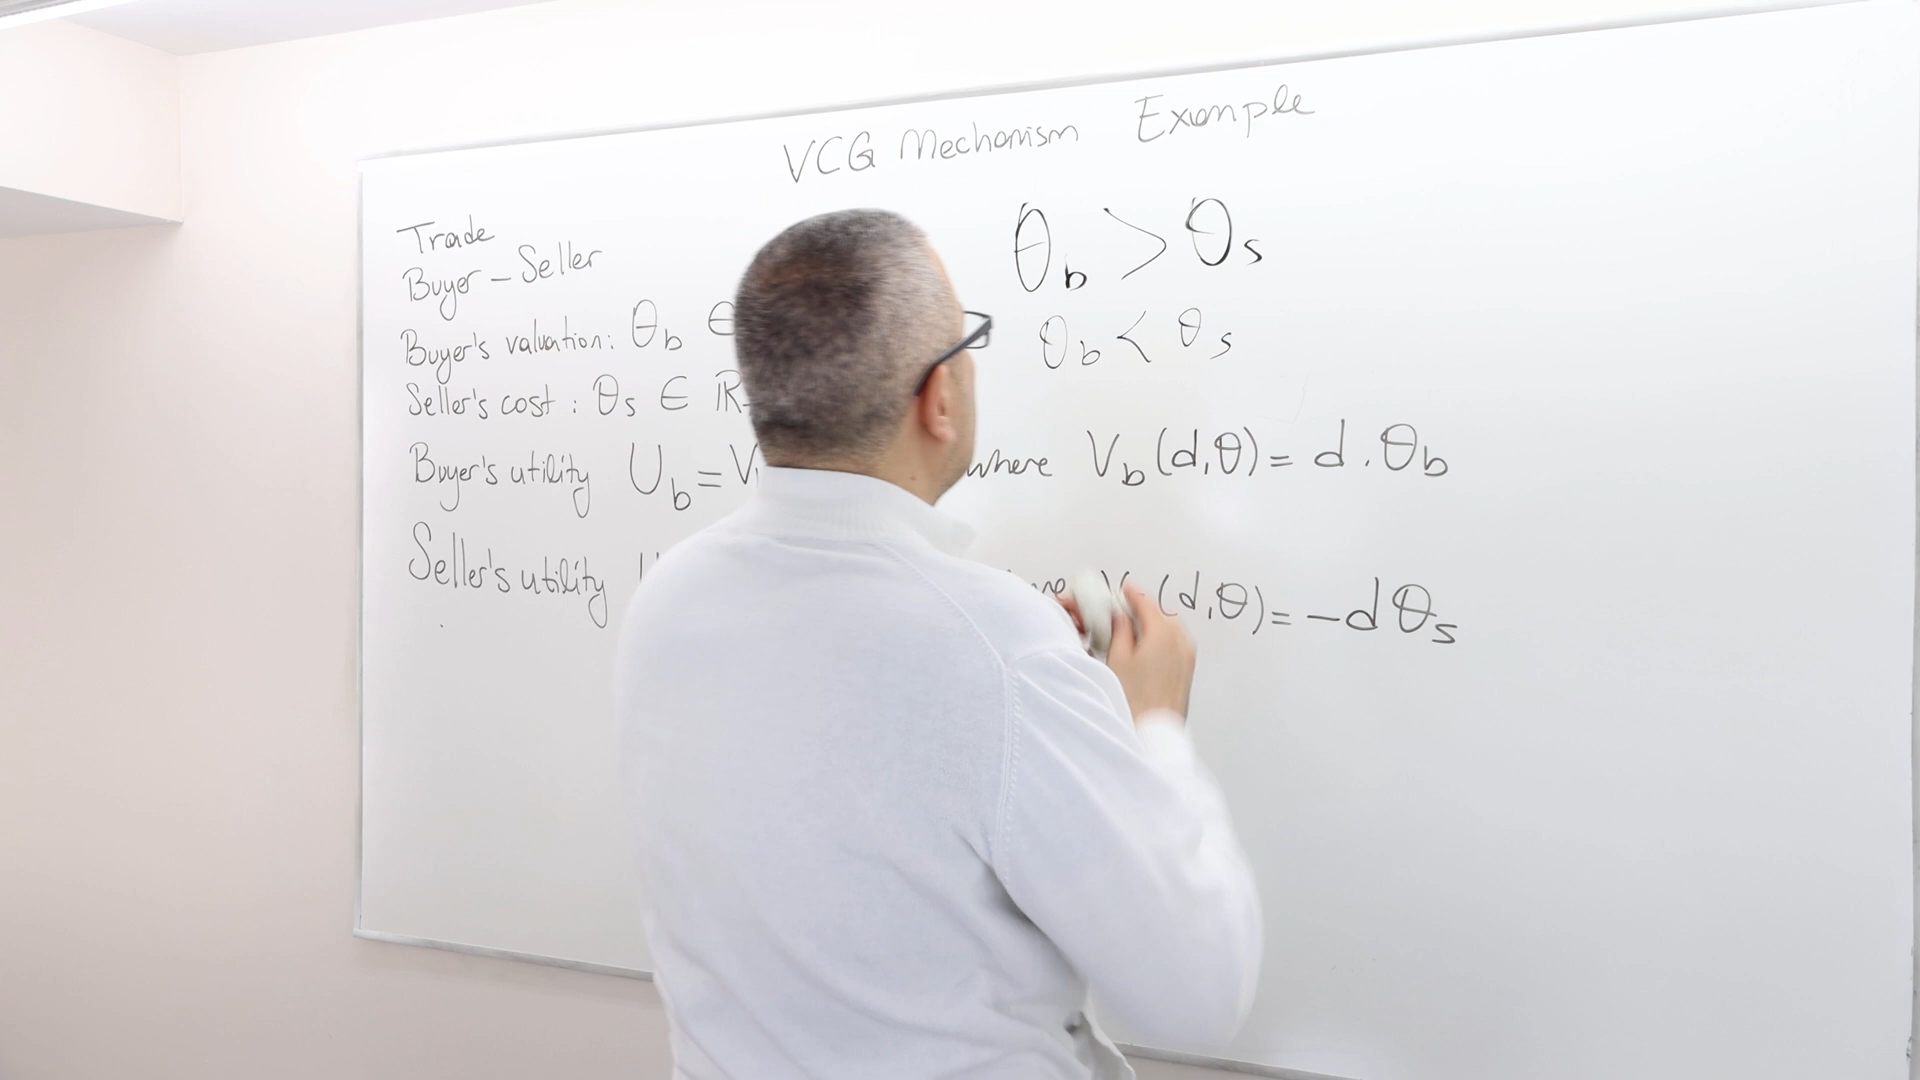 VCG Mechanism Example
Trade
Buyer – Seller
Buyer's valuation: θb ∈
Seller's cost : θs ∈ ℝ
θb > θs
θb < θs
Buyer's utility Ub = V where Vb (d,θ) = d . θb
Seller's utility (d,θ) = – d θs